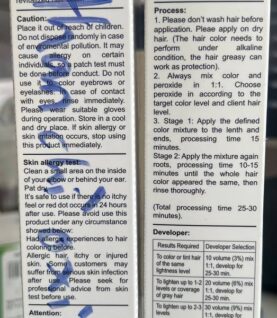 Caution:
Place it out of reach of children.
Do not dispose randomly in case
of enviromental pollution. It may
cause allergy on certain
individuals, so a patch test must
be done before conduct. Do not
use it to color eyebrows or
eyelashes. In case of contact
with eyes, rinse immediately.
Please wear suitable gloves
during operation. Store in a cool
and dry place. If skin allergy or
skin irritation occurs, stop using
this product immediately.
Skin allergy test:
Clean a small area on the inside
of your elbow or behind your ear.
Pat dry.
It's safe to use if there is no itchy
feel or red dot occurs in 24 hours
after use. Please avoid using this
product under any circumstance
showed below:
Had allergic experiences to hair
coloring before.
Allergic hair, itchy or injured
skin. Some customers may
suffer from serious skin infection
after use. Please seek for
professional advice from skin
test before use.
Attention:
Process:
1. Please don't wash hair before
application. Please apply on dry
hair. (The hair color needs to
perform under alkaline
condition, the hair greasy can
work as protection).
2. Always mix color and
peroxide in 1:1. Choose
peroxide in according to the
target color level and client hair
level.
3. Stage 1: Apply the defined
color mixture to the lenth and
ends, processing time 15
minutes.
Stage 2: Apply the mixture again
roots, processing time 10-15
minutes until the whole hair
color appeared the same, then
rinse thoroughly.
(Total processing time 25-30
minutes).
Developer:
Results Required Developer Selection
To color or tint hair 10 volume (3%) mix
of the same 1:1, develop for
lightness level 25-30 min.
To lighten up to 1-2 20 volume (6%) mix
levels or coverage 1:1, develop for
of gray hair 25-30 min.
To lighten up to 2-3 30 volume (9%) mix
levels 1:1, develop for